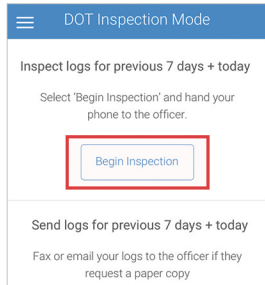 DOT Inspection Mode
Inspect logs for previous 7 days + today
Select 'Begin Inspection' and hand your
phone to the officer.
Begin Inspection
Send logs for previous 7 days + today
Fax or email your logs to the officer if they
request a paper copy